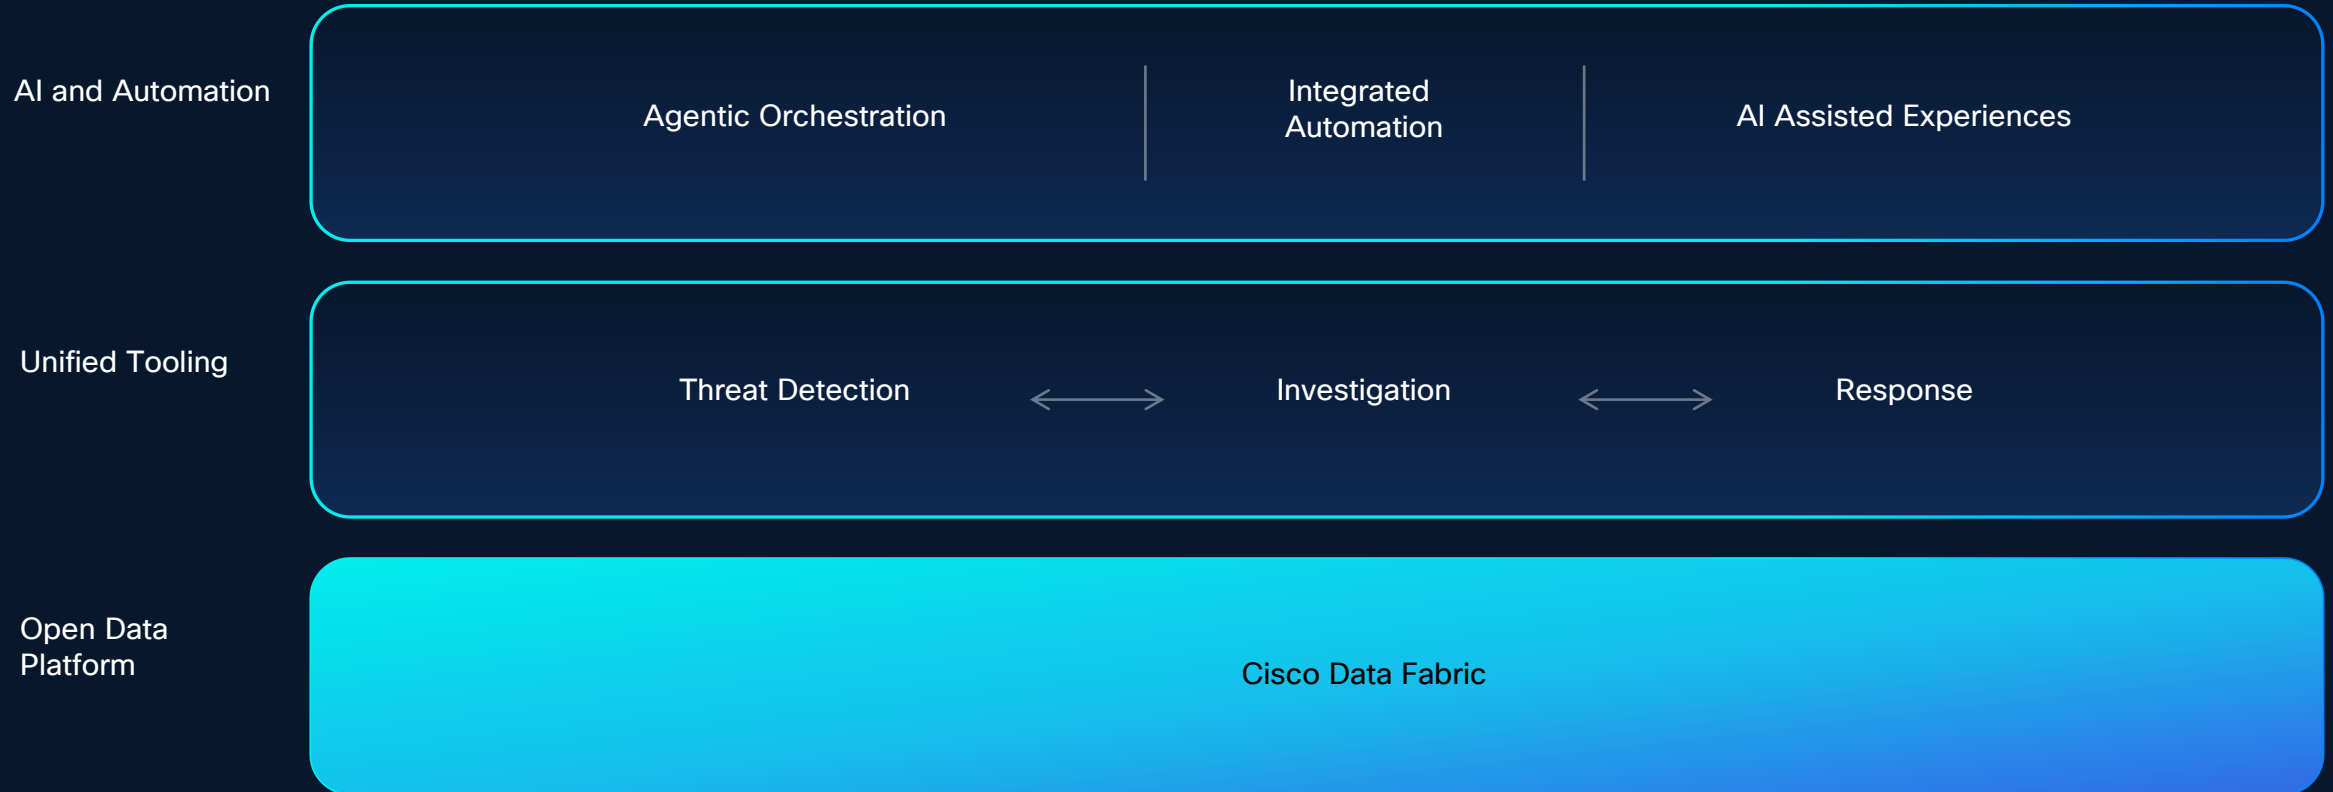 AI and Automation
Agentic Orchestration
Integrated
Automation
AI Assisted Experiences
Unified Tooling
Threat Detection
Investigation
Response
Open Data
Platform
Cisco Data Fabric